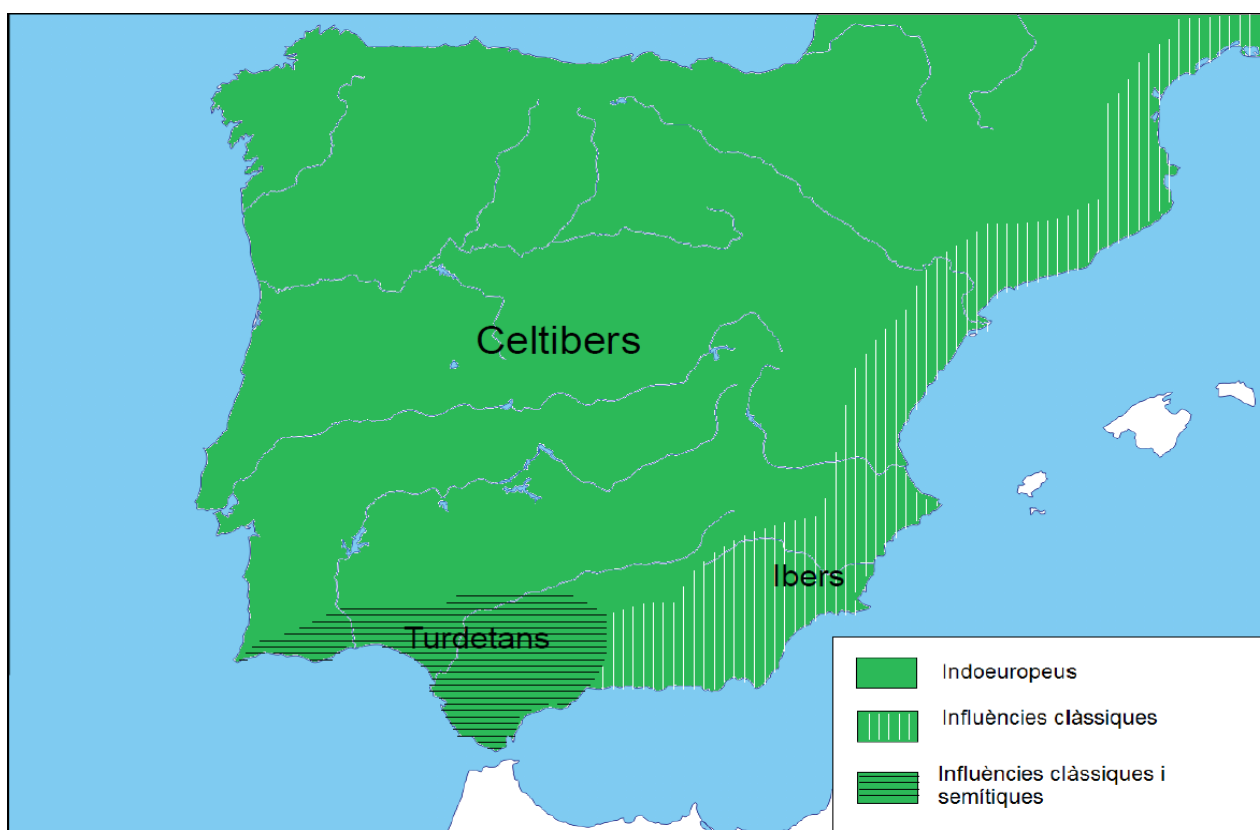 Celtibers
Ibers
Turdetans
Indoeuropeus
Influències clàssiques
Influències clàssiques i
semítiques